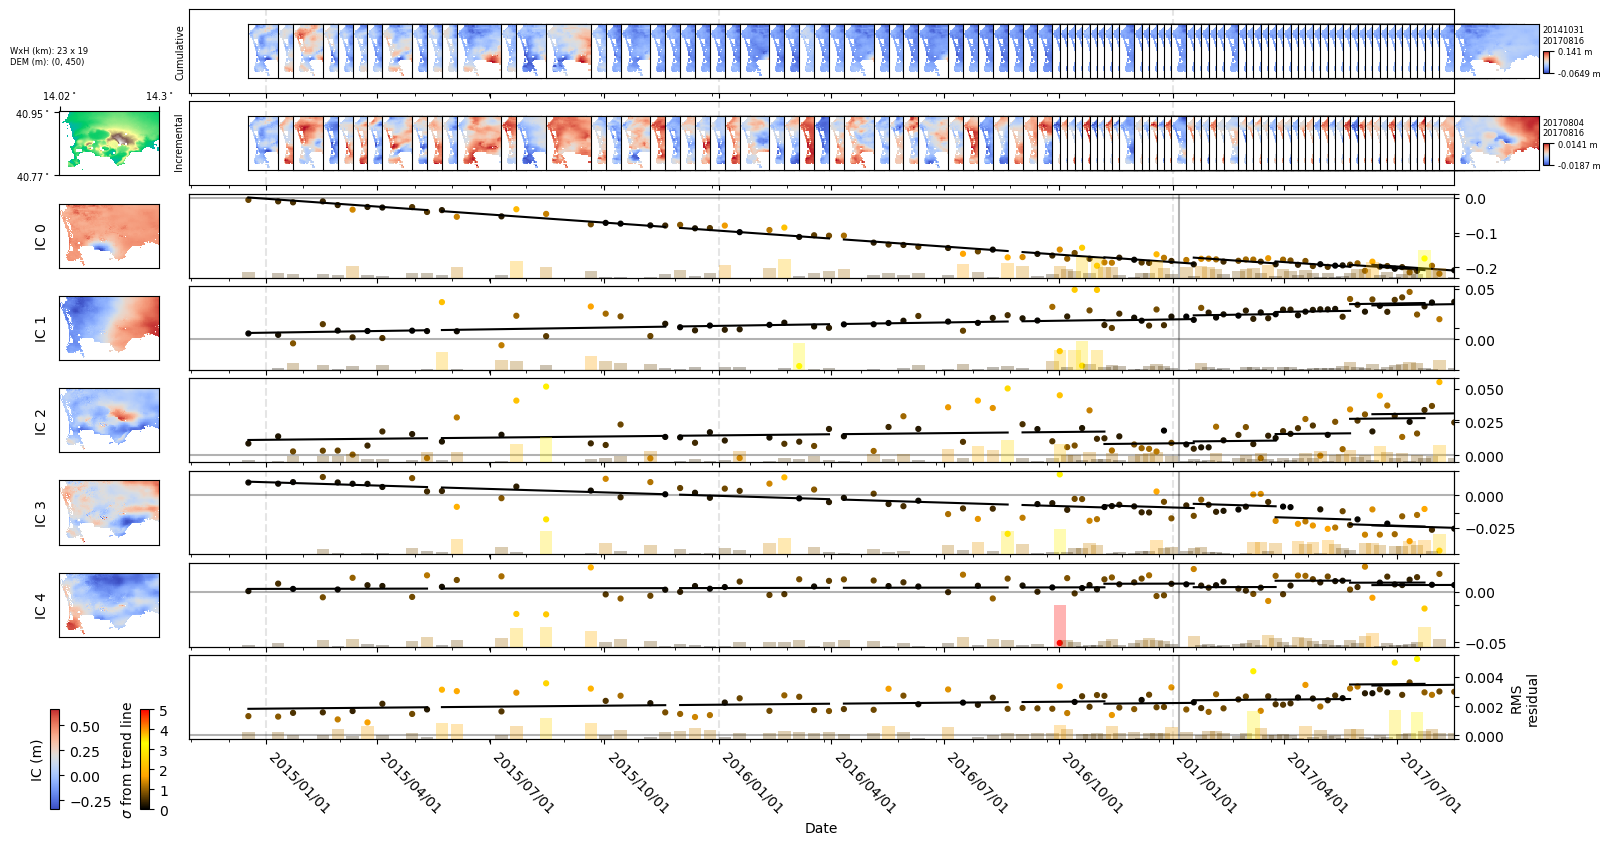 Cumulative
20141031
20170816
0.141 m
-0.0649 m
WxH (km): 23 x 19
DEM (m): (0, 450)
14.02° 14.3°
40.95°
40.77°
Incremental
20170804
20170816
0.0141 m
-0.0187 m
IC 0
0.0
−0.1
−0.2
IC 1
0.05
0.00
IC 2
0.050
0.025
0.000
IC 3
0.000
−0.025
IC 4
0.00
−0.05
RMS
residual
0.004
0.002
0.000
IC (m)
0.50
0.25
0.00
−0.25
σ from trend line
5
4
3
2
1
0
2015/01/01
2015/04/01
2015/07/01
2015/10/01
2016/01/01
2016/04/01
2016/07/01
2016/10/01
2017/01/01
2017/04/01
2017/07/01
Date